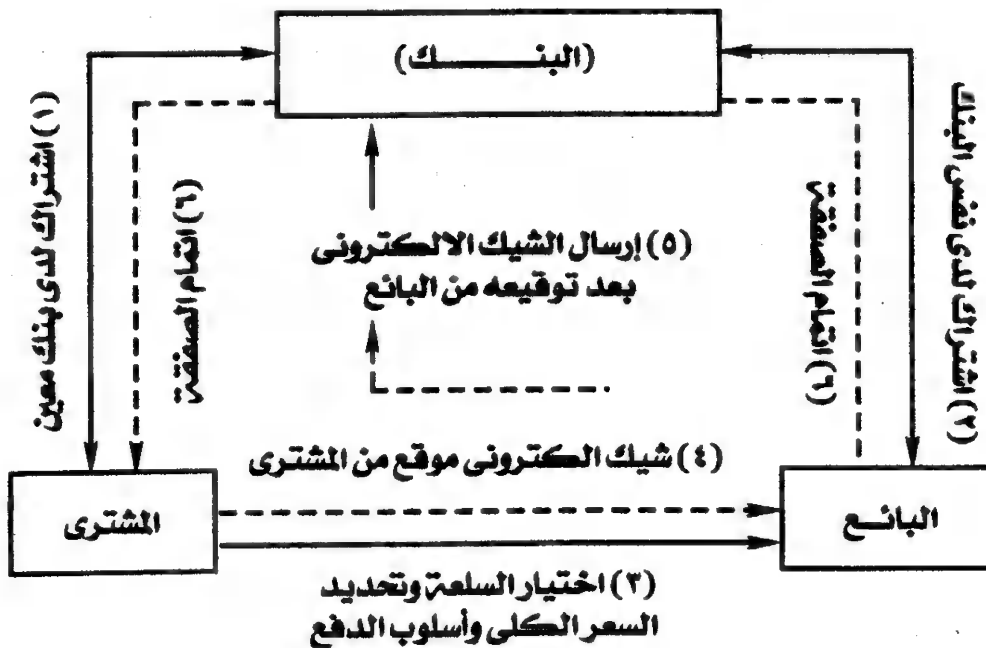 (البنــــــــك)
(١) اشتراك لدى بنك معين
(٦) اتمام الصفقة
(٥) إرسال الشيك الالكترونى
بعد توقيعه من البائع
(٦) اتمام الصفقة
(٢) اشتراك لدى نفس البنك
(٤) شيك الكترونى موقع من المشترى
المشترى
البائــع
(٣) اختيار السلعة وتحديد
السعر الكلى وأسلوب الدفع